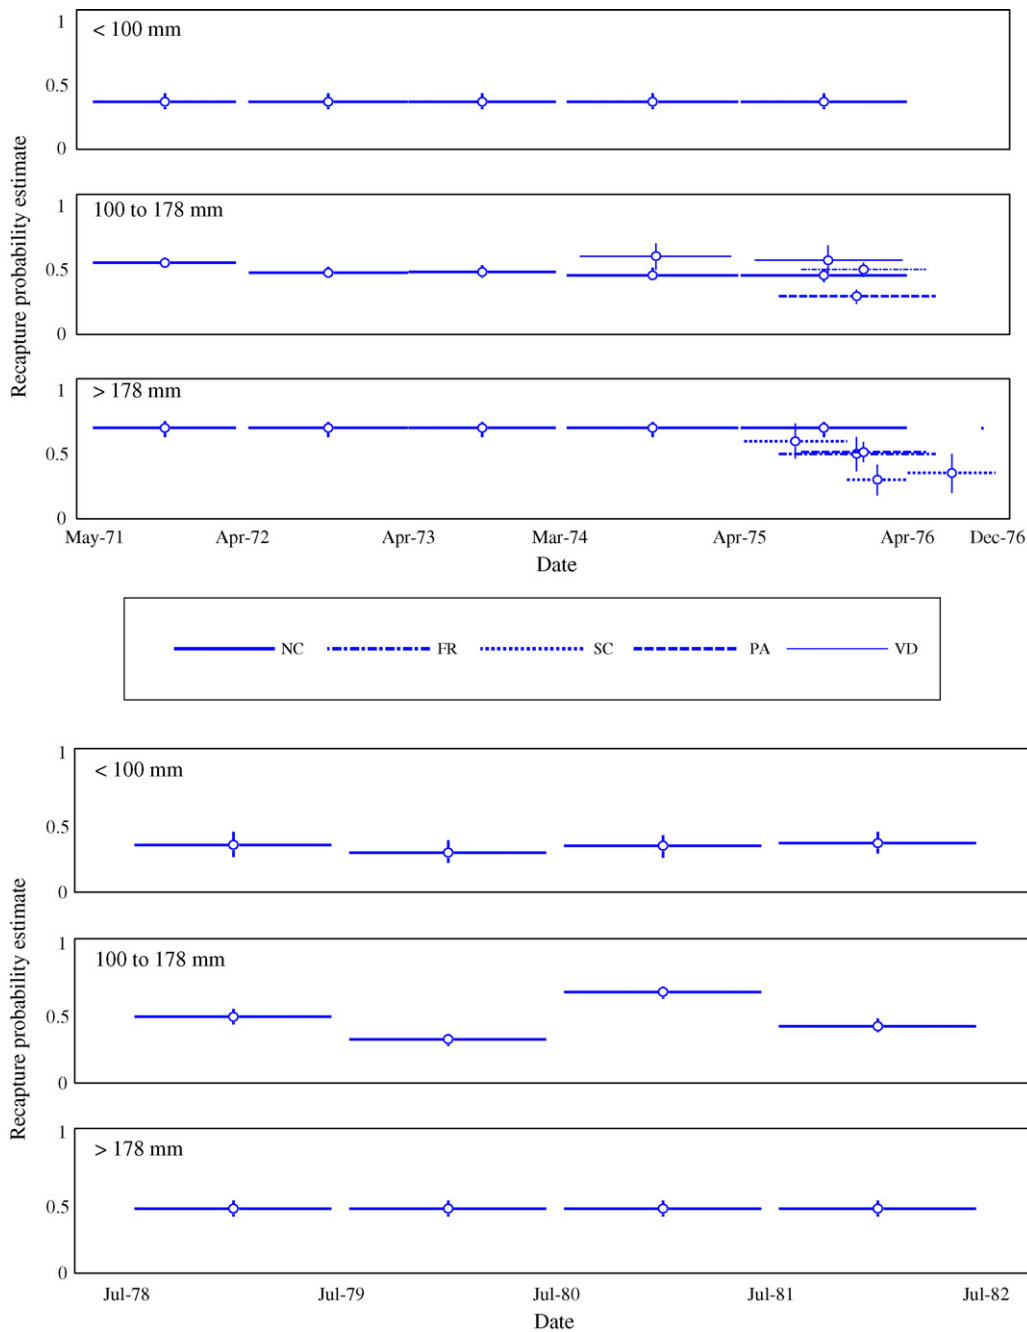 1
< 100 mm
0.5
0
1
100 to 178 mm
0.5
0
1
> 178 mm
0.5
0
Recapture probability estimate
May-71 Apr-72 Apr-73 Mar-74 Apr-75 Apr-76 Dec-76
Date
NC FR SC PA VD
1
< 100 mm
0.5
0
1
100 to 178 mm
0.5
0
1
> 178 mm
0.5
0
Recapture probability estimate
Jul-78 Jul-79 Jul-80 Jul-81 Jul-82
Date